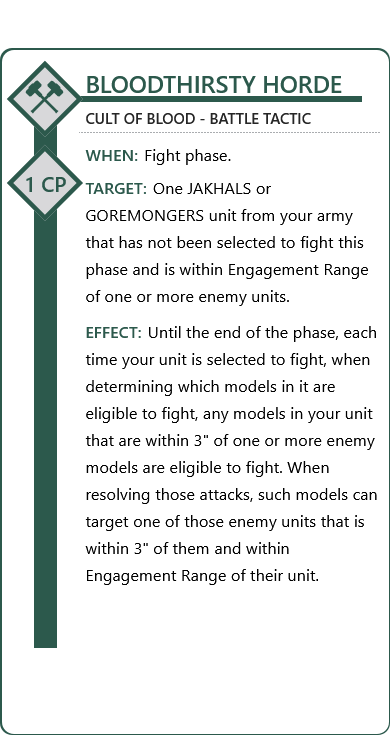 BLOODTHIRSTY HORDE
CULT OF BLOOD - BATTLE TACTIC
1 CP
WHEN: Fight phase.
TARGET: One JAKHALS or
GOREMONGERS unit from your army
that has not been selected to fight this
phase and is within Engagement Range
of one or more enemy units.
EFFECT: Until the end of the phase, each
time your unit is selected to fight, when
determining which models in it are
eligible to fight, any models in your unit
that are within 3" of one or more enemy
models are eligible to fight. When
resolving those attacks, such models can
target one of those enemy units that is
within 3" of them and within
Engagement Range of their unit.